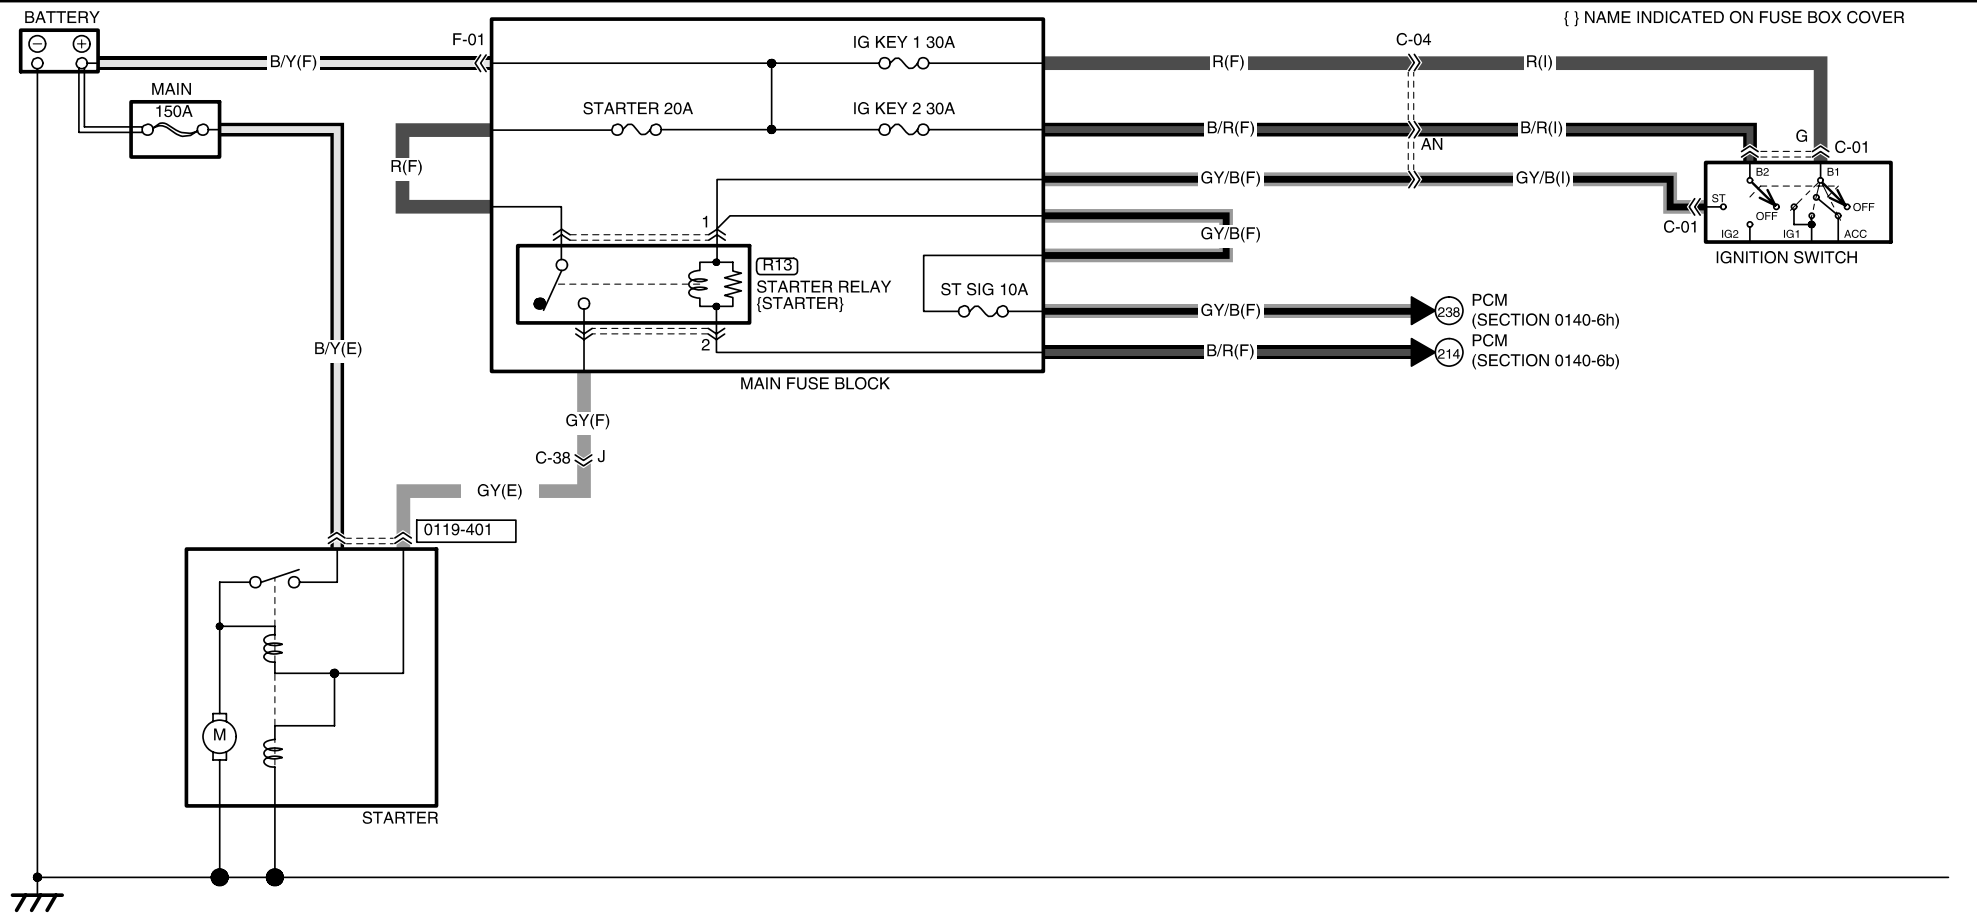 BATTERY
{ } NAME INDICATED ON FUSE BOX COVER
F-01
IG KEY 1 30A
C-04
B/Y(F)
R(F)
R(I)
MAIN
150A
STARTER 20A
IG KEY 2 30A
B/R(F)
B/R(I)
AN
G
C-01
R(F)
GY/B(F)
GY/B(I)
B2
B1
ST
OFF
OFF
C-01
IG2
IG1
ACC
IGNITION SWITCH
1
GY/B(F)
R13
STARTER RELAY
{STARTER}
ST SIG 10A
GY/B(F)
238
PCM
(SECTION 0140-6h)
2
B/R(F)
214
PCM
(SECTION 0140-6b)
B/Y(E)
MAIN FUSE BLOCK
GY(F)
C-38
J
GY(E)
0119-401
M
STARTER